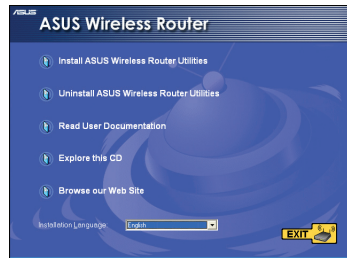 ASUS
ASUS Wireless Router
Install ASUS Wireless Router Utilities
Uninstall ASUS Wireless Router Utilities
Read User Documentation
Explore this CD
Browse our Web Site
Installation Language: English
EXIT